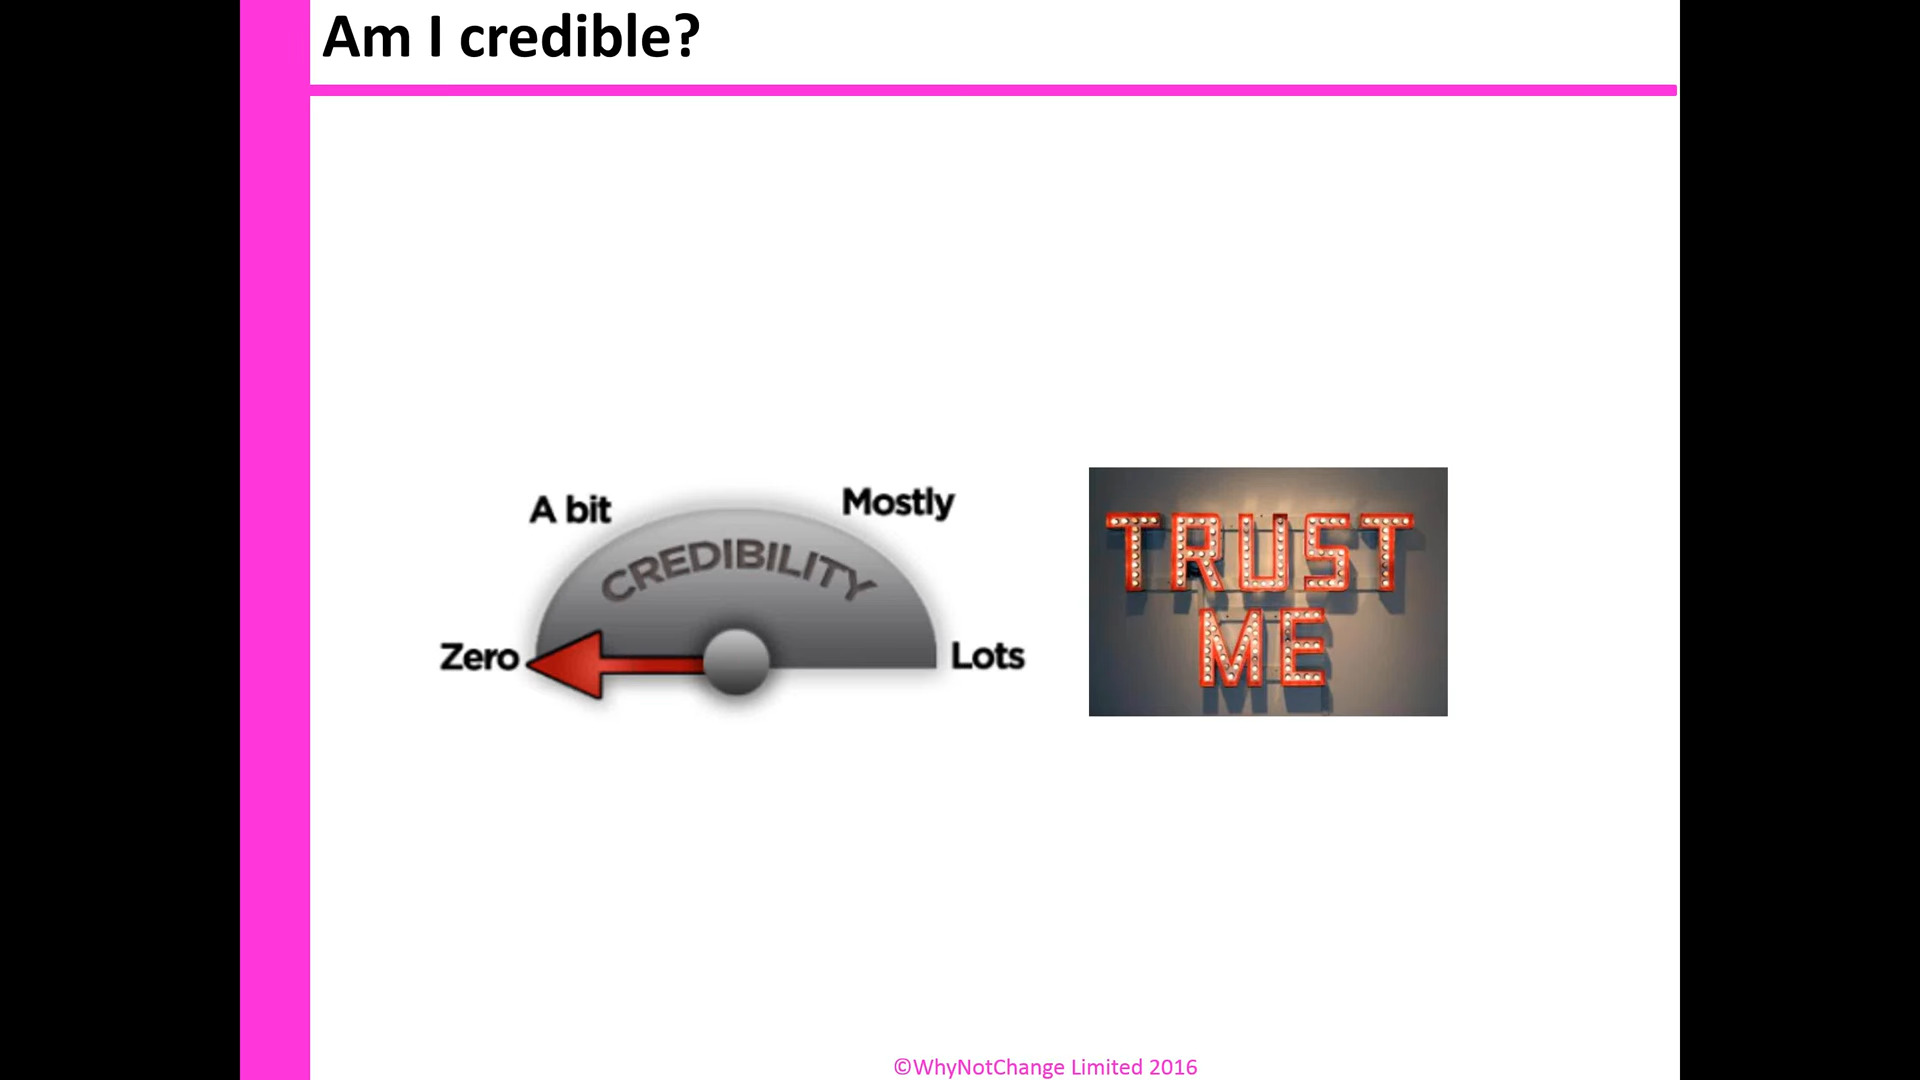 Am I credible?
A bit
Mostly
CREDIBILITY
Zero
Lots
TRUST
ME
©WhyNotChange Limited 2016